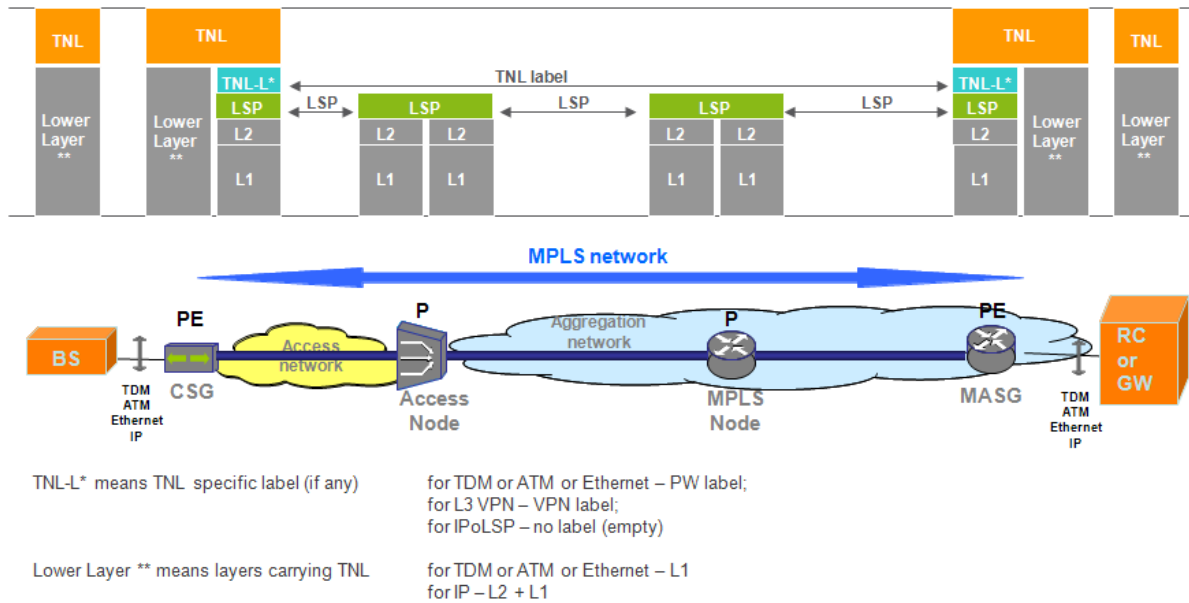 TNL
TNL
TNL
TNL
TNL-L*
TNL label
TNL-L*
Lower
Layer
**
Lower
Layer
**
LSP
LSP
LSP
LSP
LSP
LSP
LSP
Lower
Layer
**
Lower
Layer
**
L2
L2
L2
L2
L2
L2
L1
L1
L1
L1
L1
L1
MPLS network
PE
P
P
PE
BS
Access
network
Aggregation
network
RC
or
GW
TDM
ATM
Ethernet
IP
CSG
Access
Node
MPLS
Node
MASG
TDM
ATM
Ethernet
IP
TNL-L* means TNL specific label (if any)
for TDM or ATM or Ethernet – PW label;
for L3 VPN – VPN label;
for IPoLSP – no label (empty)
Lower Layer ** means layers carrying TNL
for TDM or ATM or Ethernet – L1
for IP – L2 + L1